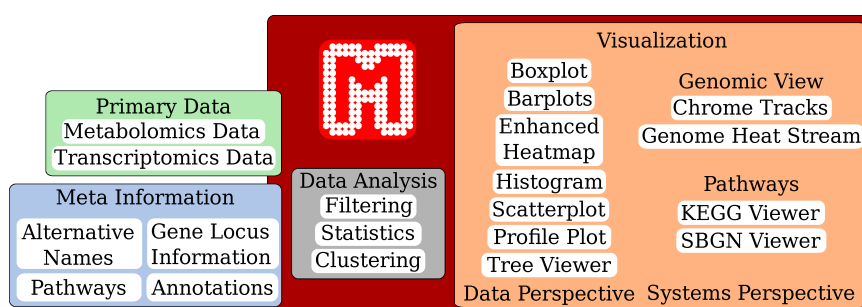 Primary Data
Metabolomics Data
Transcriptomics Data
Meta Information
Alternative
Names
Gene Locus
Information
Pathways
Annotations
M
Data Analysis
Filtering
Statistics
Clustering
Visualization
Boxplot
Barplots
Enhanced
Heatmap
Histogram
Scatterplot
Profile Plot
Tree Viewer
Data Perspective
Genomic View
Chrome Tracks
Genome Heat Stream
Pathways
KEGG Viewer
SBGN Viewer
Systems Perspective